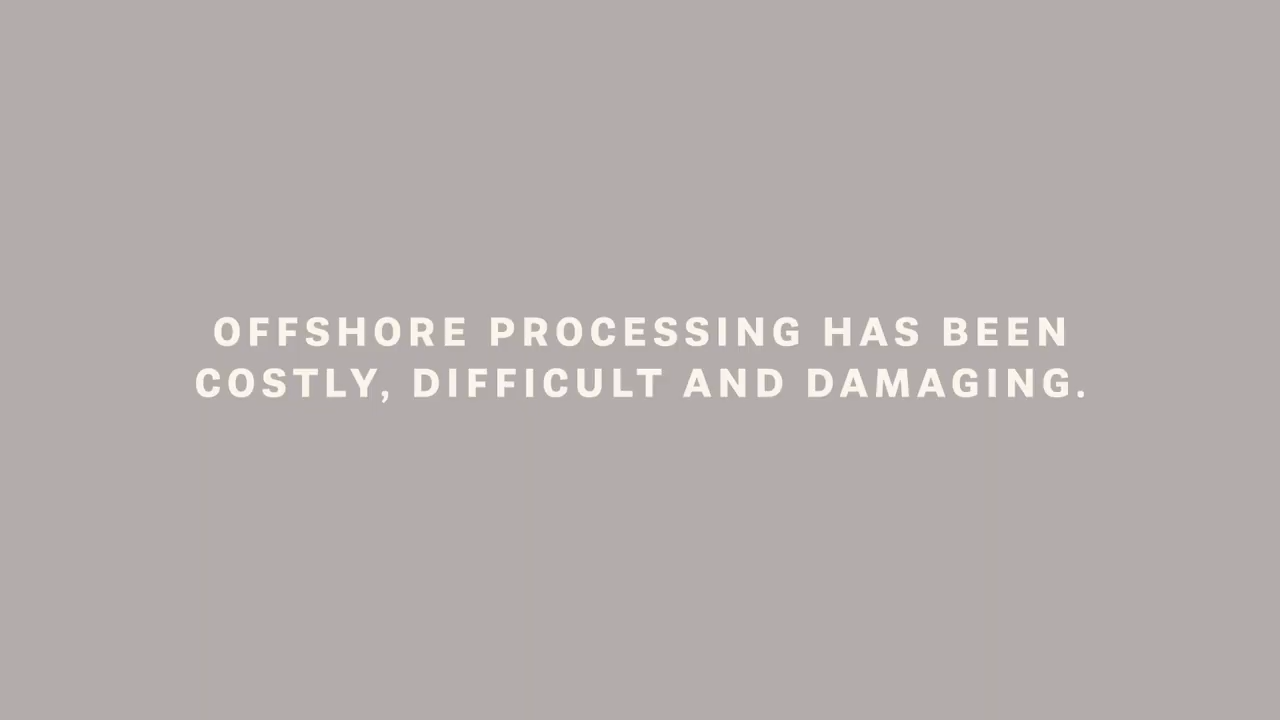 OFFSHORE PROCESSING HAS BEEN
COSTLY, DIFFICULT AND DAMAGING.